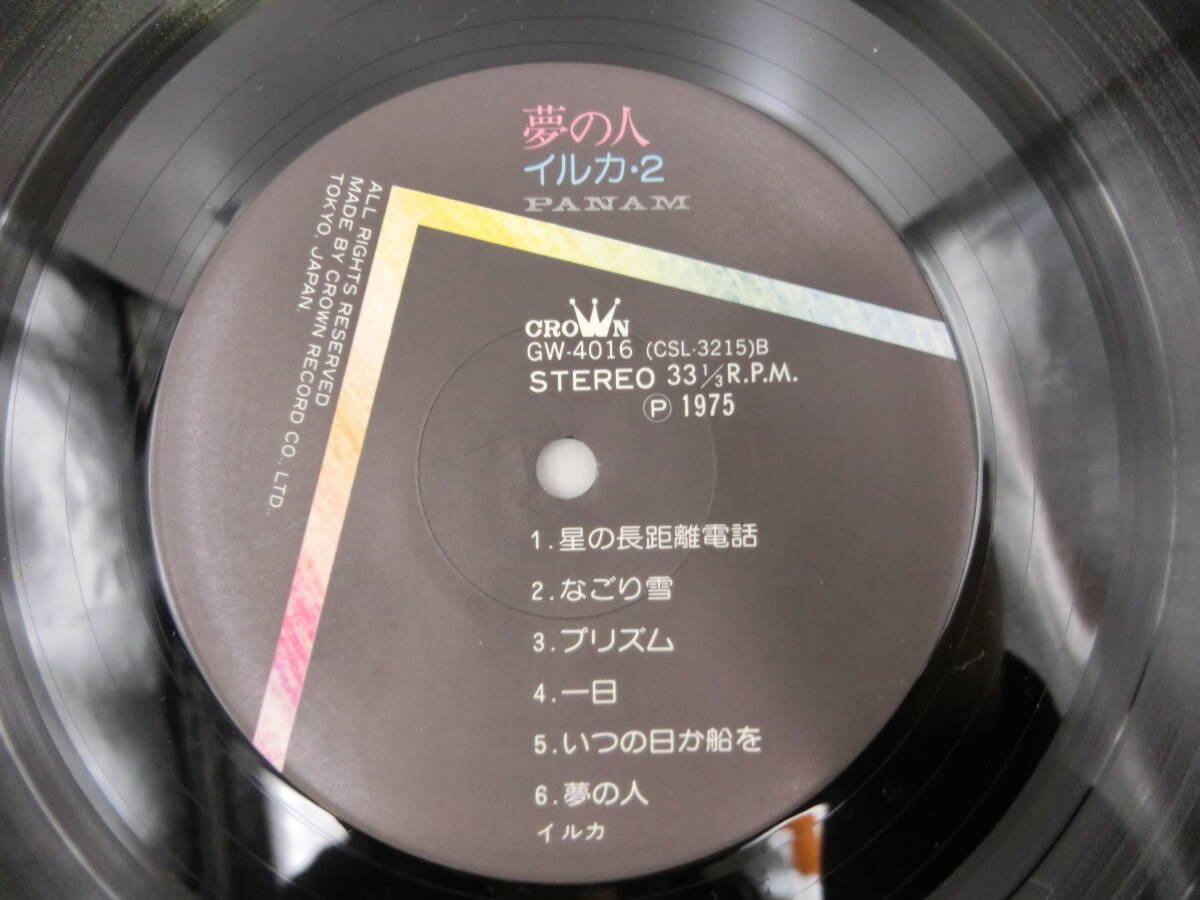 夢の人
イルカ・2
PANAM
ALL RIGHTS RESERVED
MADE BY CROWN RECORD CO., LTD.,
TOKYO, JAPAN.
CROWN
GW-4016 (CSL-3215)B
STEREO 33⅓R.P.M.
Ⓟ 1975
1.星の長距離電話
2.なごり雪
3.プリズム
4.一日
5.いつの日か船を
6.夢の人
イルカ